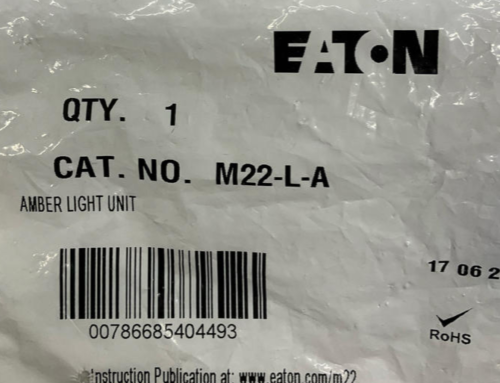 EATON
QTY. 1
CAT. NO. M22-L-A
AMBER LIGHT UNIT
17 06 2
00786685404493
RoHS
Instruction Publication at: www.eaton.com/m22